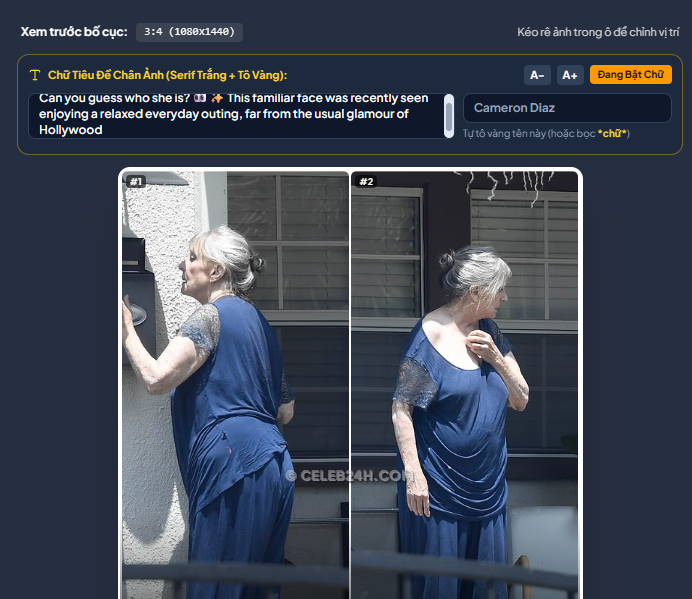 Xem trước bố cục: 3:4 (1080x1440) Kéo rê ảnh trong ô để chỉnh vị trí
Chữ Tiêu Đề Chân Ảnh (Serif Trắng + Tô Vàng): A- A+ Đang Bật Chữ
Can you guess who she is? 👀 ✨ This familiar face was recently seen
enjoying a relaxed everyday outing, far from the usual glamour of
Hollywood
Cameron Diaz
Tự tô vàng tên này (hoặc bọc *chữ*)
#1 #2
© CELEB24H.COM